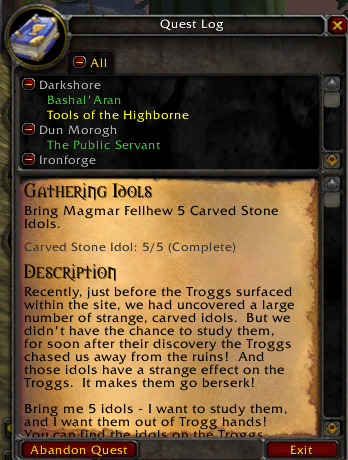 Quest Log
All
Darkshore
Bashal'Aran
Tools of the Highborne
Dun Morogh
The Public Servant
Ironforge
Gathering Idols
Bring Magmar Fellhew 5 Carved Stone
Idols.
Carved Stone Idol: 5/5 (Complete)
Description
Recently, just before the Troggs surfaced
within the site, we had uncovered a large
number of strange, carved idols.  But we
didn't have the chance to study them,
for soon after their discovery the Troggs
chased us away from the ruins!  And
those idols have a strange effect on the
Troggs.  It makes them go berserk!
Bring me 5 idols - I want to study them,
and I want them out of Trogg hands!
You can find the idols on the Troggs
Abandon Quest
Exit